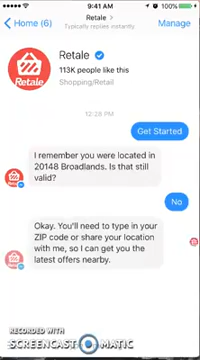 9:41 AM
100%
Home (6)
Retale
Typically replies instantly
Manage
Retale
Retale
113K people like this
Shopping/Retail
12:28 PM
Get Started
I remember you were located in
20148 Broadlands. Is that still
valid?
No
Okay. You'll need to type in your
ZIP code or share your location
with me, so I can get you the
latest offers nearby.
RECORDED WITH
SCREENCAST MATIC